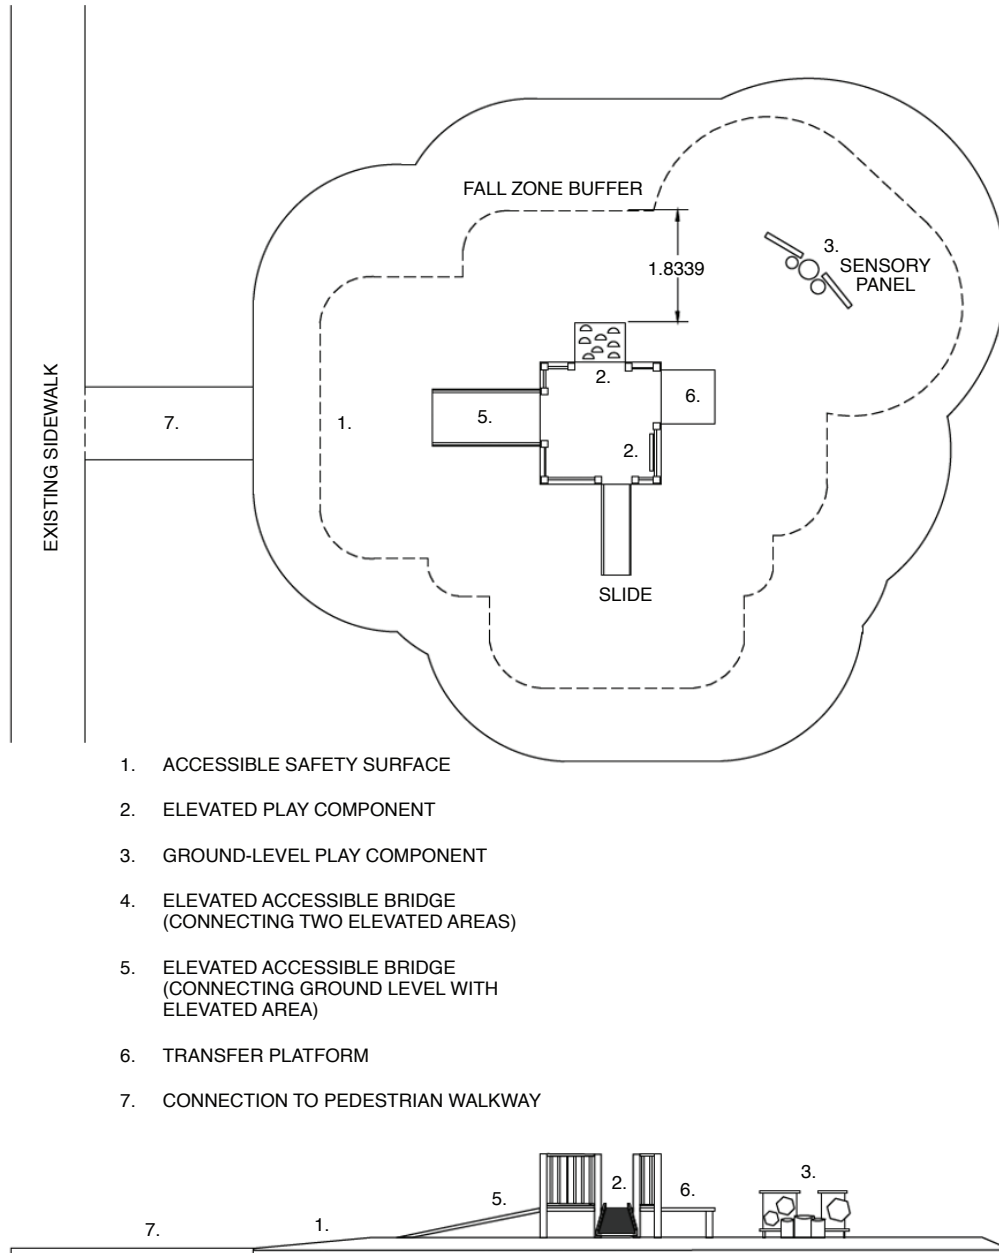 FALL ZONE BUFFER
1.8339
3.
SENSORY
PANEL
EXISTING SIDEWALK
7.
1.
5.
2.
6.
2.
SLIDE
1. ACCESSIBLE SAFETY SURFACE
2. ELEVATED PLAY COMPONENT
3. GROUND-LEVEL PLAY COMPONENT
4. ELEVATED ACCESSIBLE BRIDGE
(CONNECTING TWO ELEVATED AREAS)
5. ELEVATED ACCESSIBLE BRIDGE
(CONNECTING GROUND LEVEL WITH
ELEVATED AREA)
6. TRANSFER PLATFORM
7. CONNECTION TO PEDESTRIAN WALKWAY
7.
1.
5.
2.
6.
3.